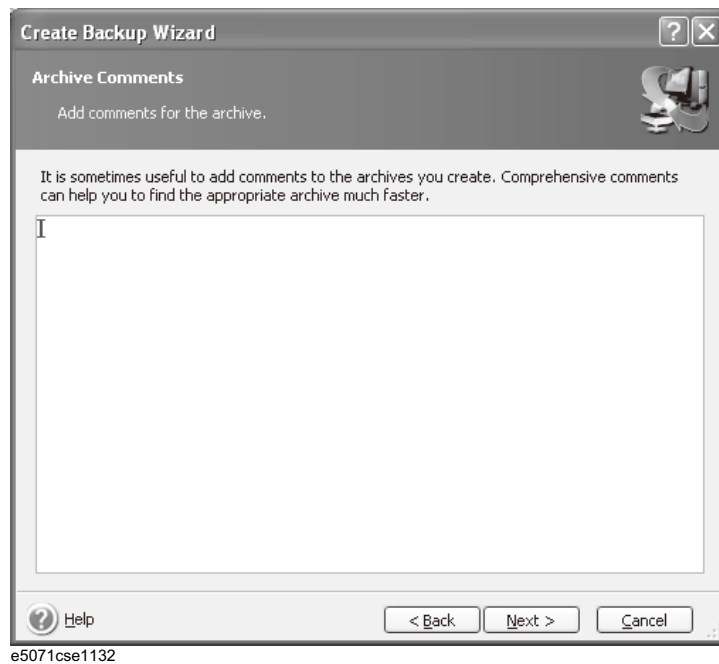 Create Backup Wizard
Archive Comments
Add comments for the archive.
It is sometimes useful to add comments to the archives you create. Comprehensive comments
can help you to find the appropriate archive much faster.
Help
< Back
Next >
Cancel
e5071cse1132